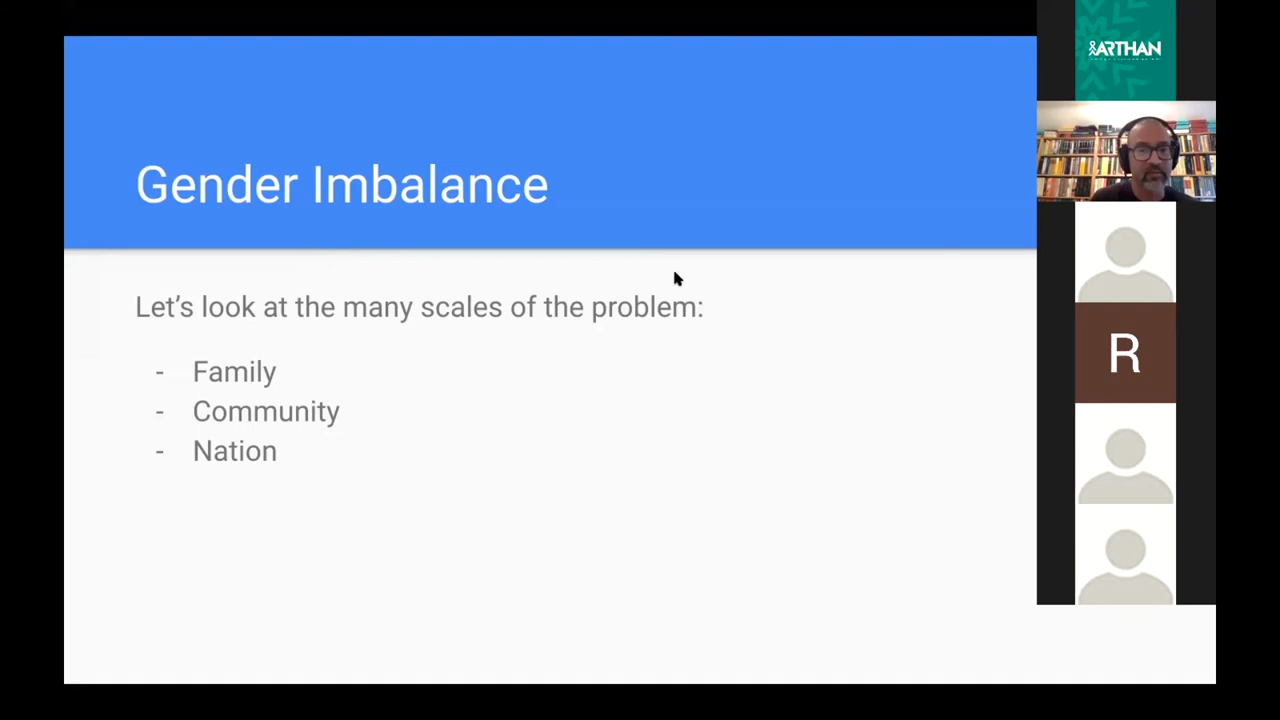 Gender Imbalance
Let's look at the many scales of the problem:
- Family
- Community
- Nation
ARTHAN
R